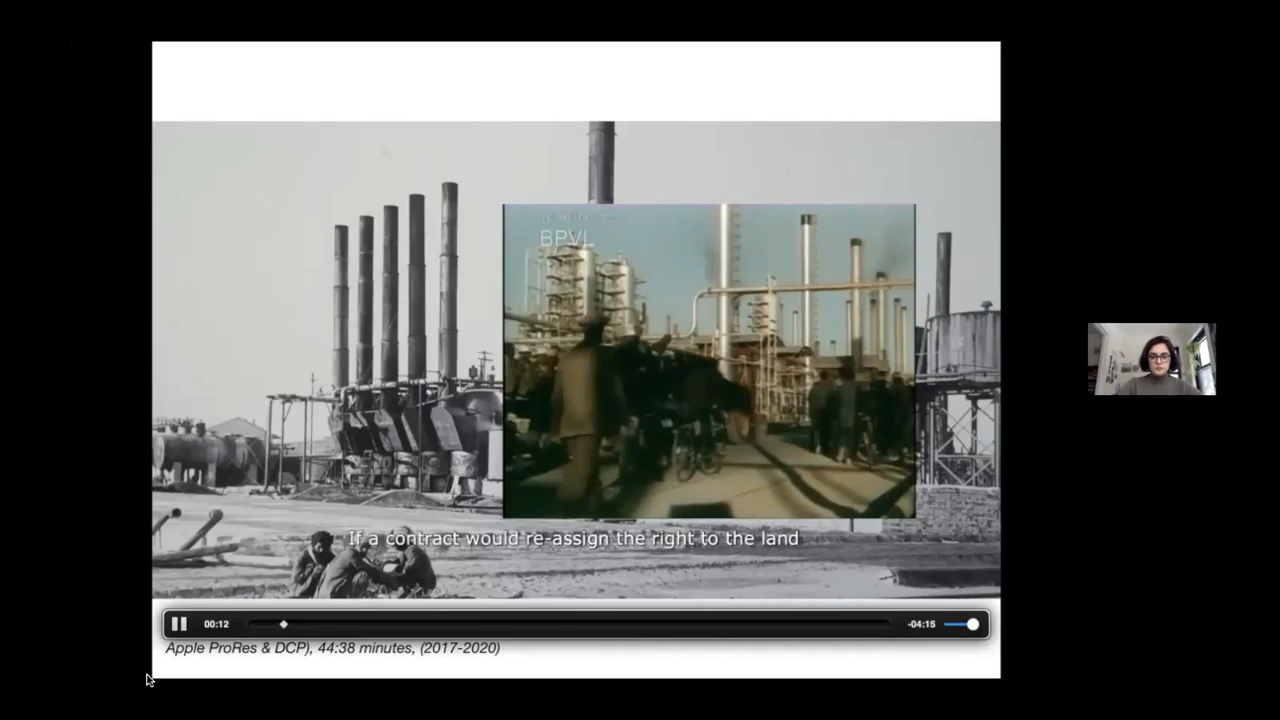 BPVL
If a contract would re-assign the right to the land
00:12
-04:15
Apple ProRes & DCP), 44:38 minutes, (2017-2020)